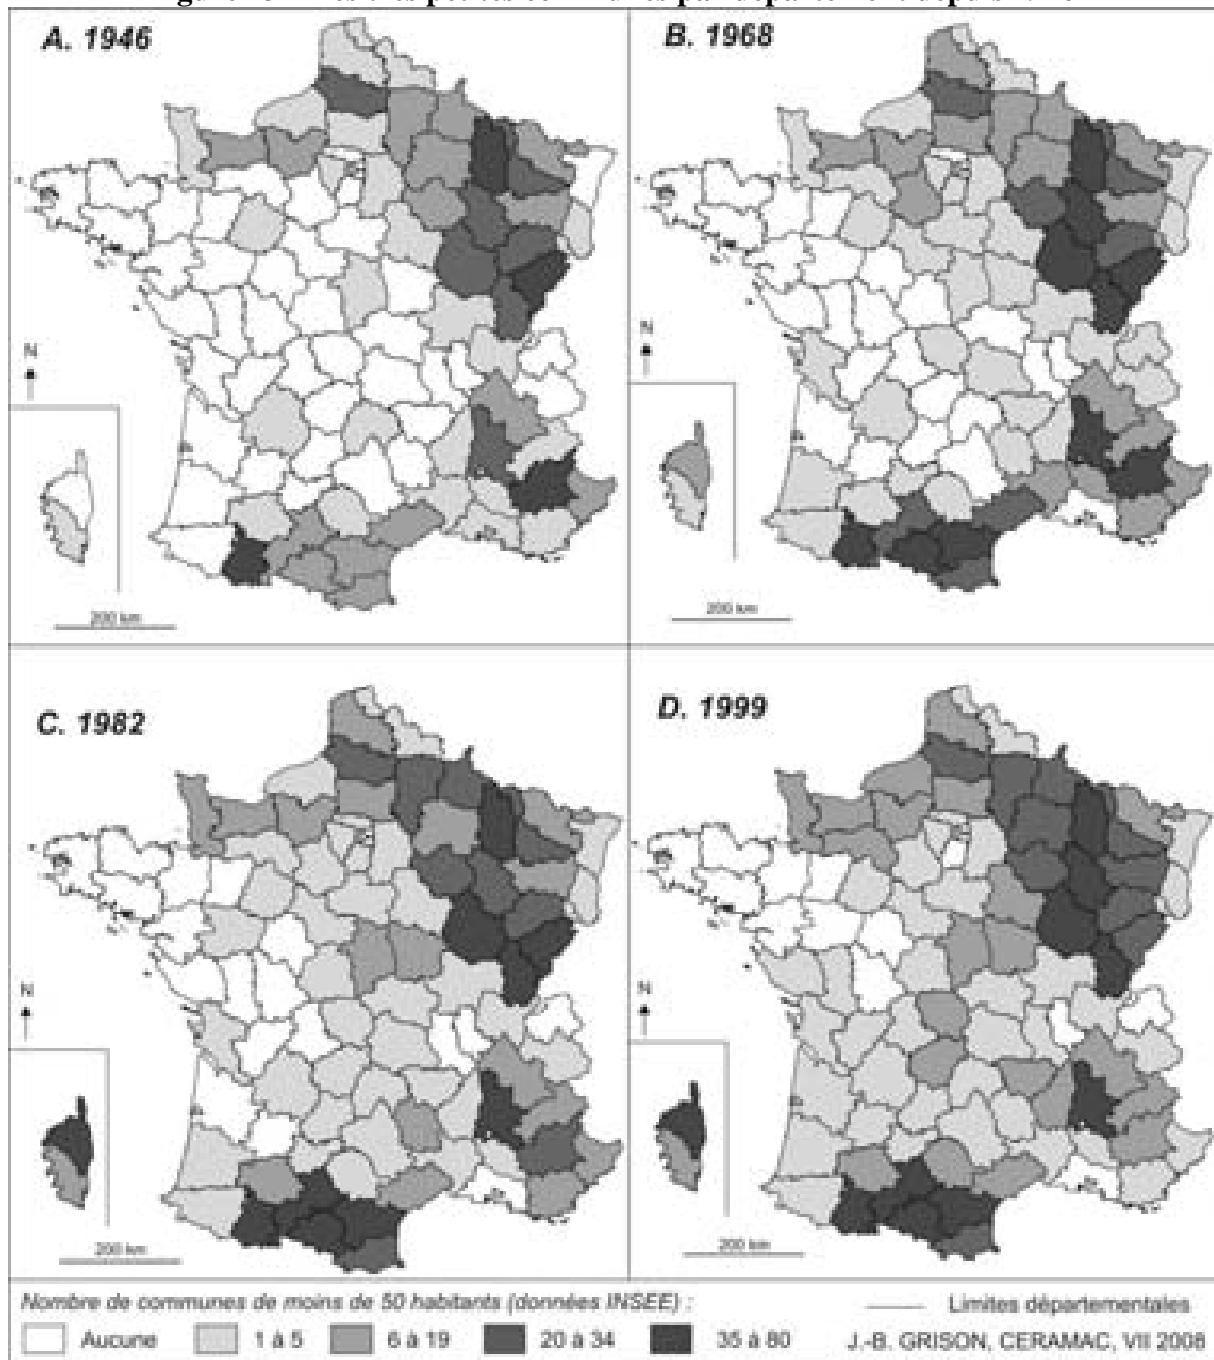 A. 1946
B. 1968
N
N
200 km
200 km
C. 1982
D. 1999
N
N
200 km
200 km
Nombre de communes de moins de 50 habitants (données INSEE) :
Limites départementales
Aucune
1 à 5
6 à 19
20 à 34
35 à 80
J.-B. GRISON, CERAMAC, VII 2008